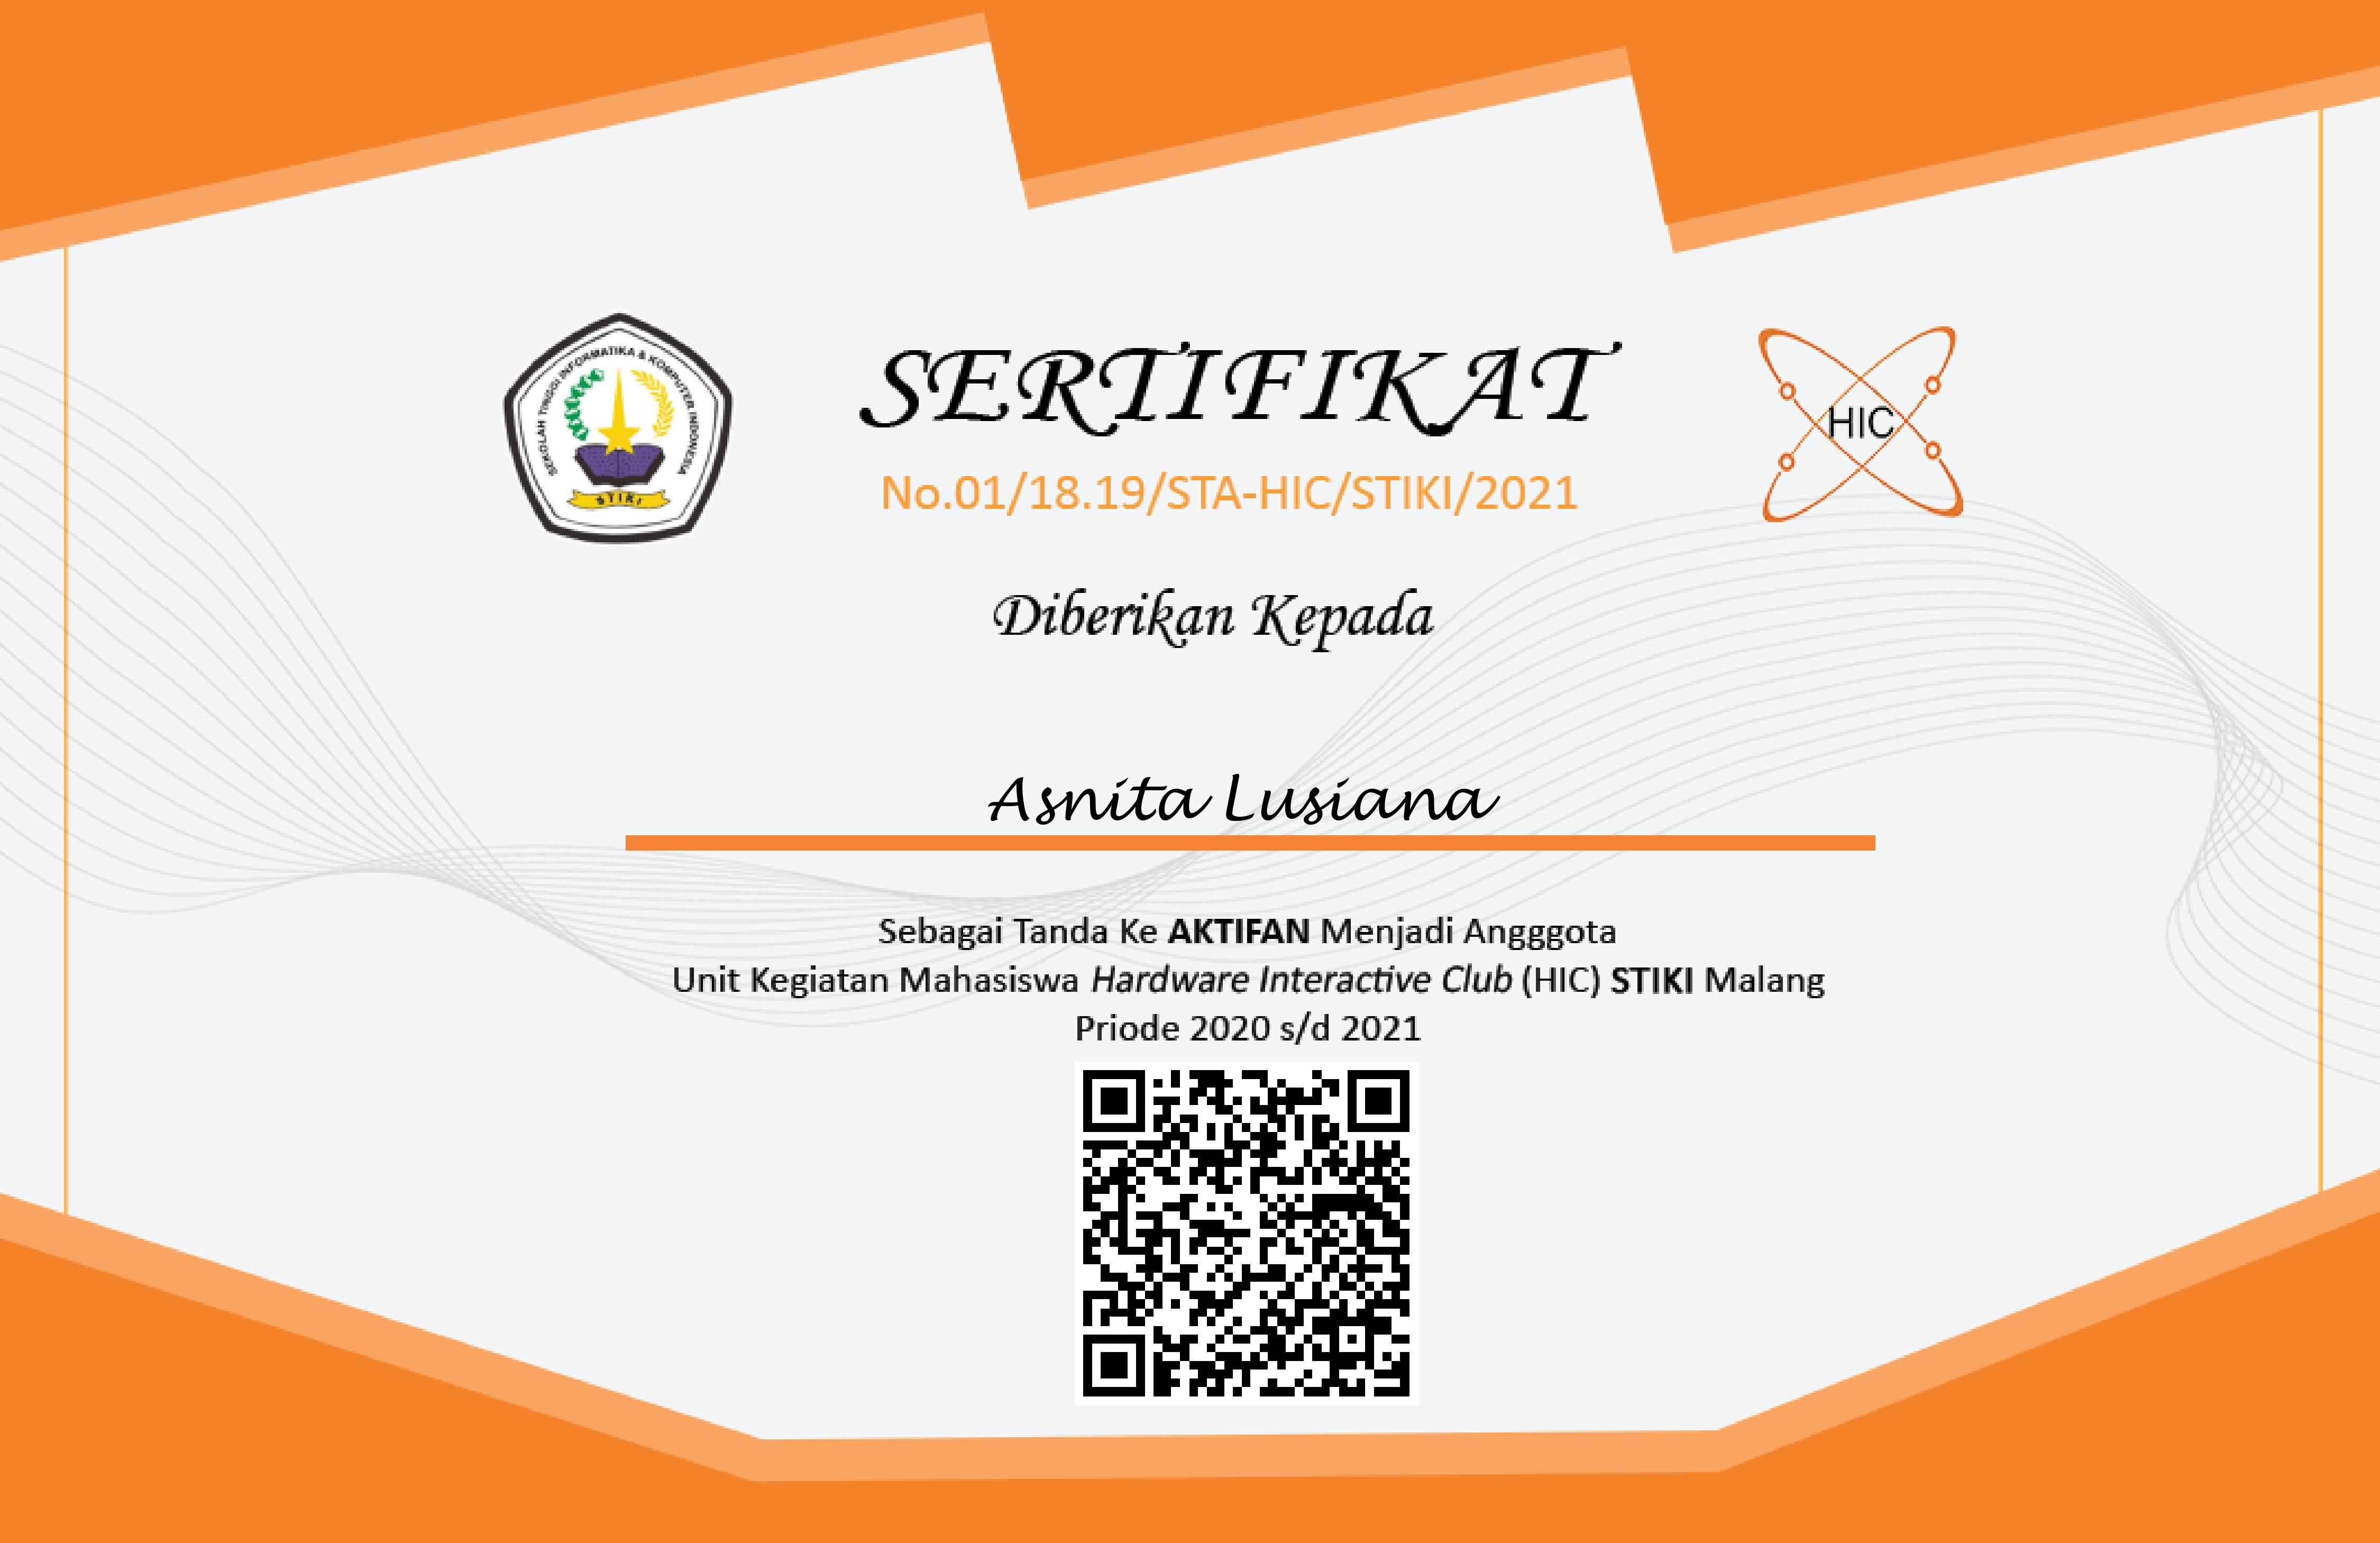 SEKOLAH TINGGI INFORMATIKA & KOMPUTER INDONESIA
STIKI
SERTIFIKAT
HIC
No.01/18.19/STA-HIC/STIKI/2021
Diberikan Kepada
Asnita Lusiana
Sebagai Tanda Ke AKTIFAN Menjadi Angggota
Unit Kegiatan Mahasiswa Hardware Interactive Club (HIC) STIKI Malang
Priode 2020 s/d 2021